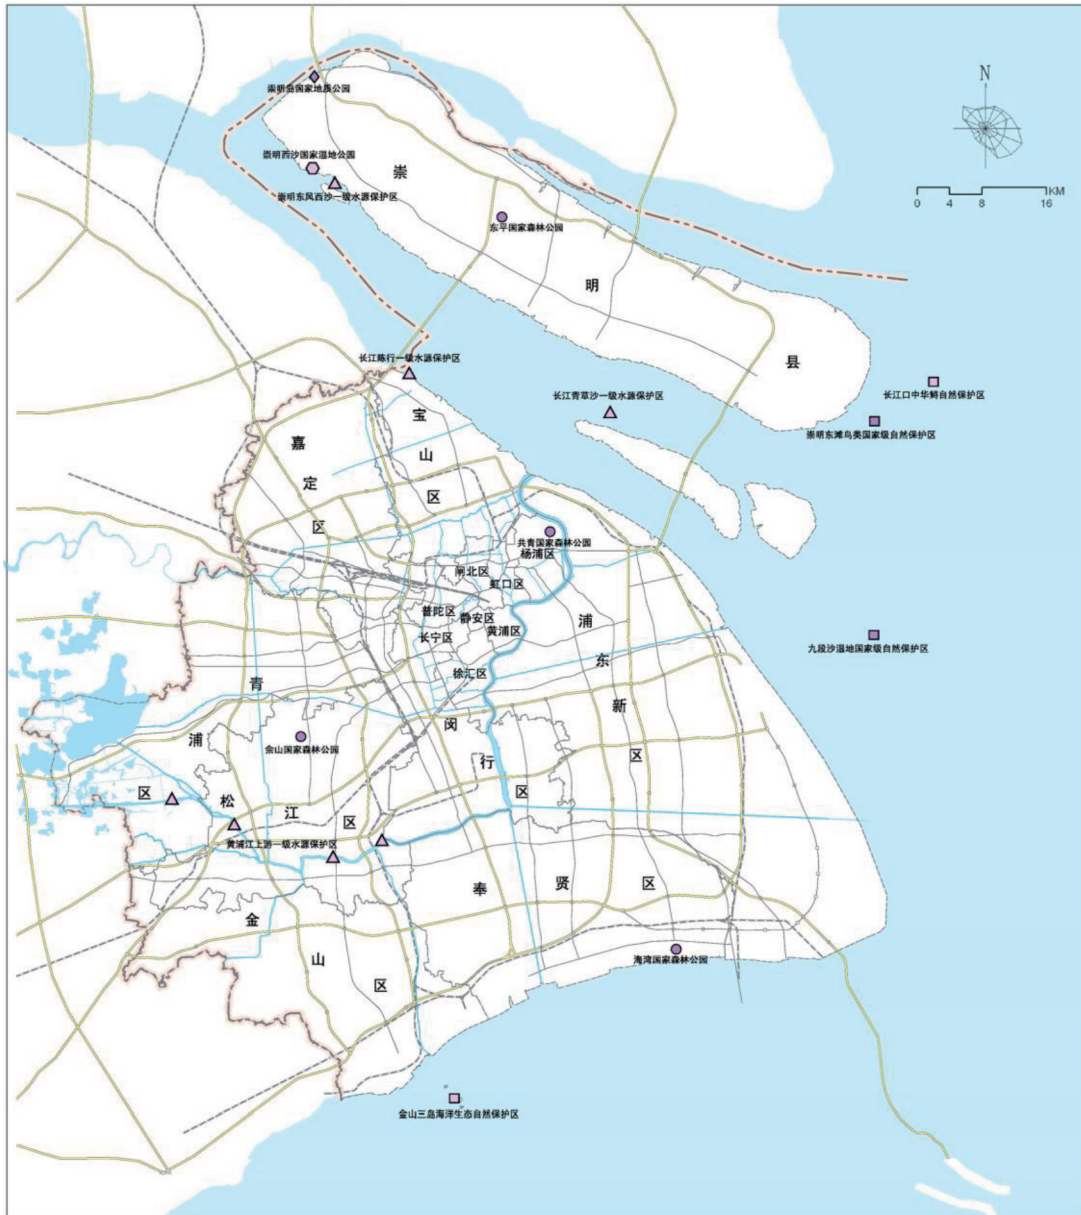 N
KM
0 4 8 16
崇明岛国家地质公园
崇明西沙国家湿地公园
崇明东风西沙一级水源保护区
崇
东平国家森林公园
明
县
长江陈行一级水源保护区
长江青草沙一级水源保护区
长江口中华鲟自然保护区
崇明东滩鸟类国家级自然保护区
宝
山
区
嘉
定
区
共青国家森林公园
杨浦区
闸北区
虹口区
普陀区
静安区
黄浦区
长宁区
徐汇区
浦
东
新
区
九段沙湿地国家级自然保护区
青
浦
区
佘山国家森林公园
闵
行
区
松
江
区
黄浦江上游一级水源保护区
奉
贤
区
金
山
区
海湾国家森林公园
金山三岛海洋生态自然保护区